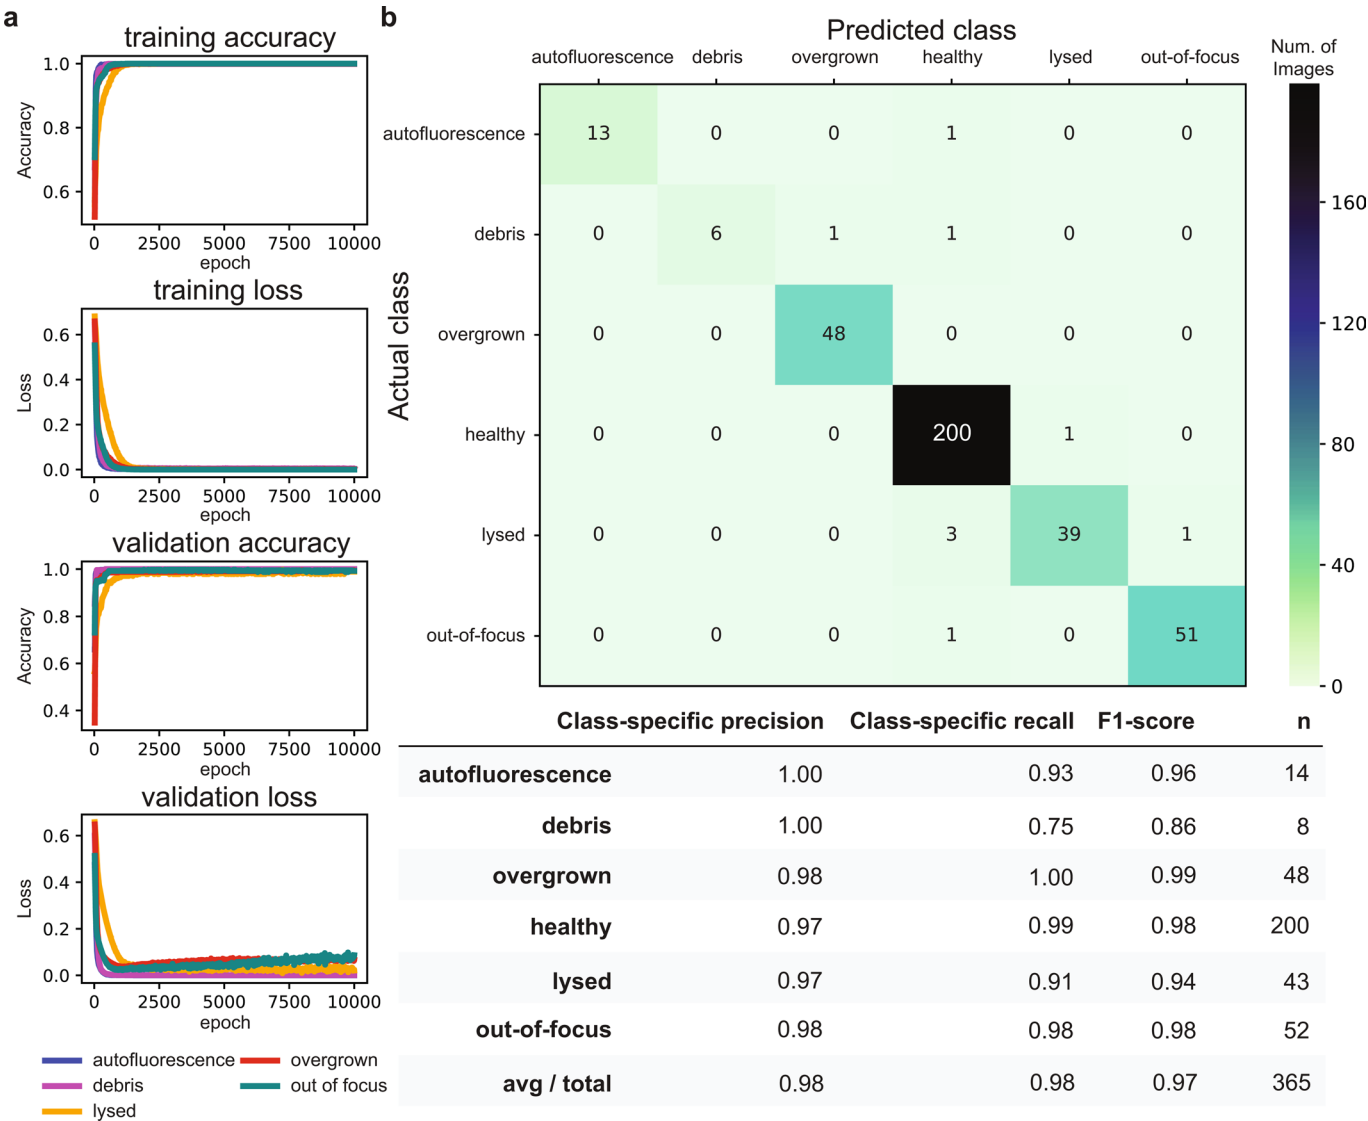 a
training accuracy
1.0
0.8
0.6
Accuracy
0 2500 5000 7500 10000
epoch
training loss
0.6
0.4
0.2
0.0
Loss
0 2500 5000 7500 10000
epoch
validation accuracy
1.0
0.8
0.6
0.4
Accuracy
0 2500 5000 7500 10000
epoch
validation loss
0.6
0.4
0.2
0.0
Loss
0 2500 5000 7500 10000
epoch
autofluorescence overgrown
debris out of focus
lysed
b
Predicted class
autofluorescence debris overgrown healthy lysed out-of-focus
Actual class
autofluorescence 13 0 0 1 0 0
debris 0 6 1 1 0 0
overgrown 0 0 48 0 0 0
healthy 0 0 0 200 1 0
lysed 0 0 0 3 39 1
out-of-focus 0 0 0 1 0 51
Num. of
Images
160
120
80
40
0
Class-specific precision Class-specific recall F1-score n
autofluorescence 1.00 0.93 0.96 14
debris 1.00 0.75 0.86 8
overgrown 0.98 1.00 0.99 48
healthy 0.97 0.99 0.98 200
lysed 0.97 0.91 0.94 43
out-of-focus 0.98 0.98 0.98 52
avg / total 0.98 0.98 0.97 365